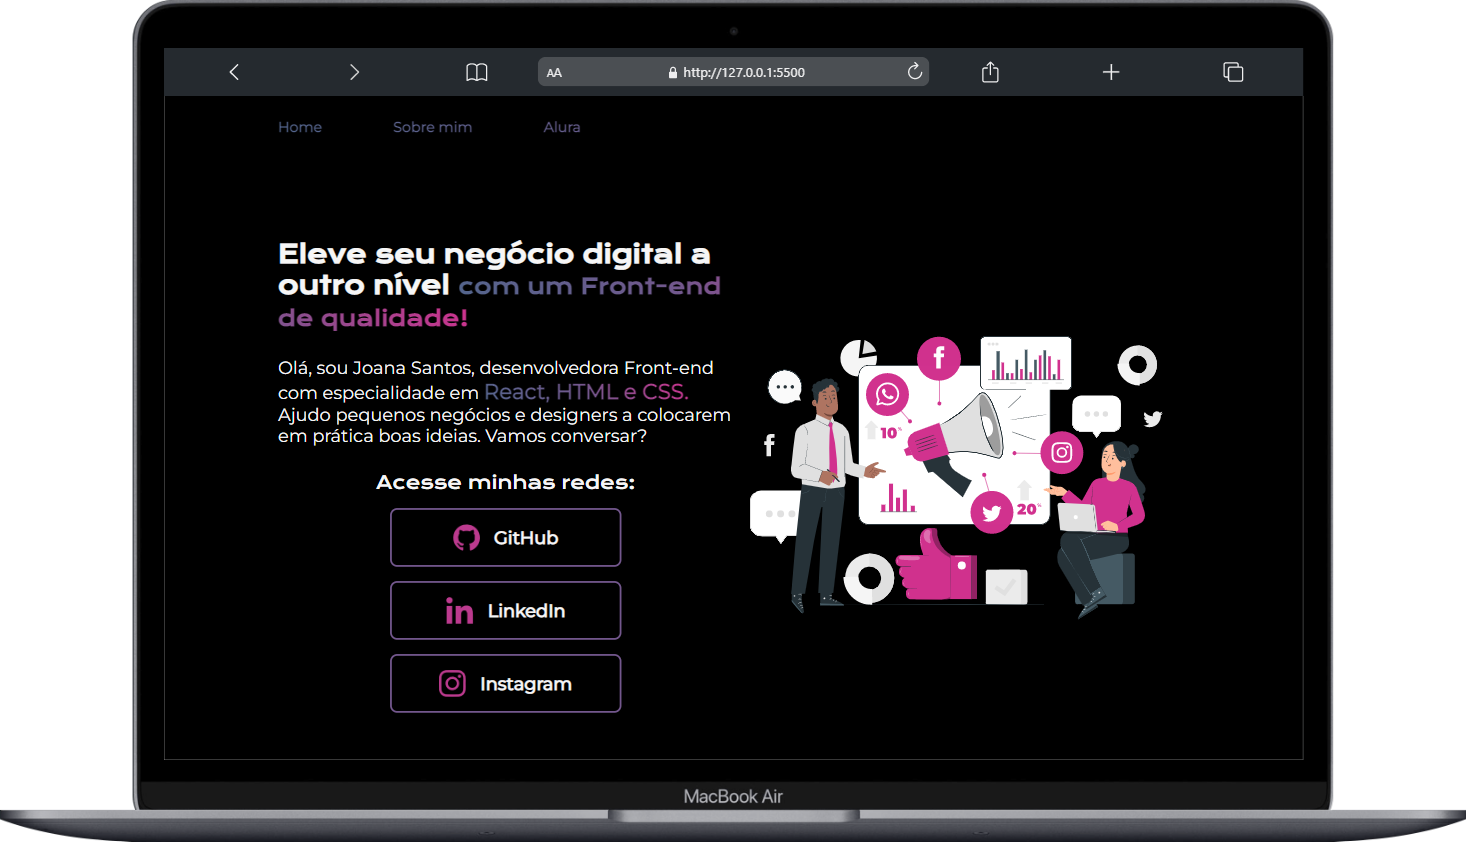 AA
http://127.0.0.1:5500
Home
Sobre mim
Alura
Eleve seu negócio digital a
outro nível com um Front-end
de qualidade!
Olá, sou Joana Santos, desenvolvedora Front-end
com especialidade em React, HTML e CSS.
Ajudo pequenos negócios e designers a colocarem
em prática boas ideias. Vamos conversar?
Acesse minhas redes:
GitHub
in LinkedIn
Instagram
10%
20%
MacBook Air